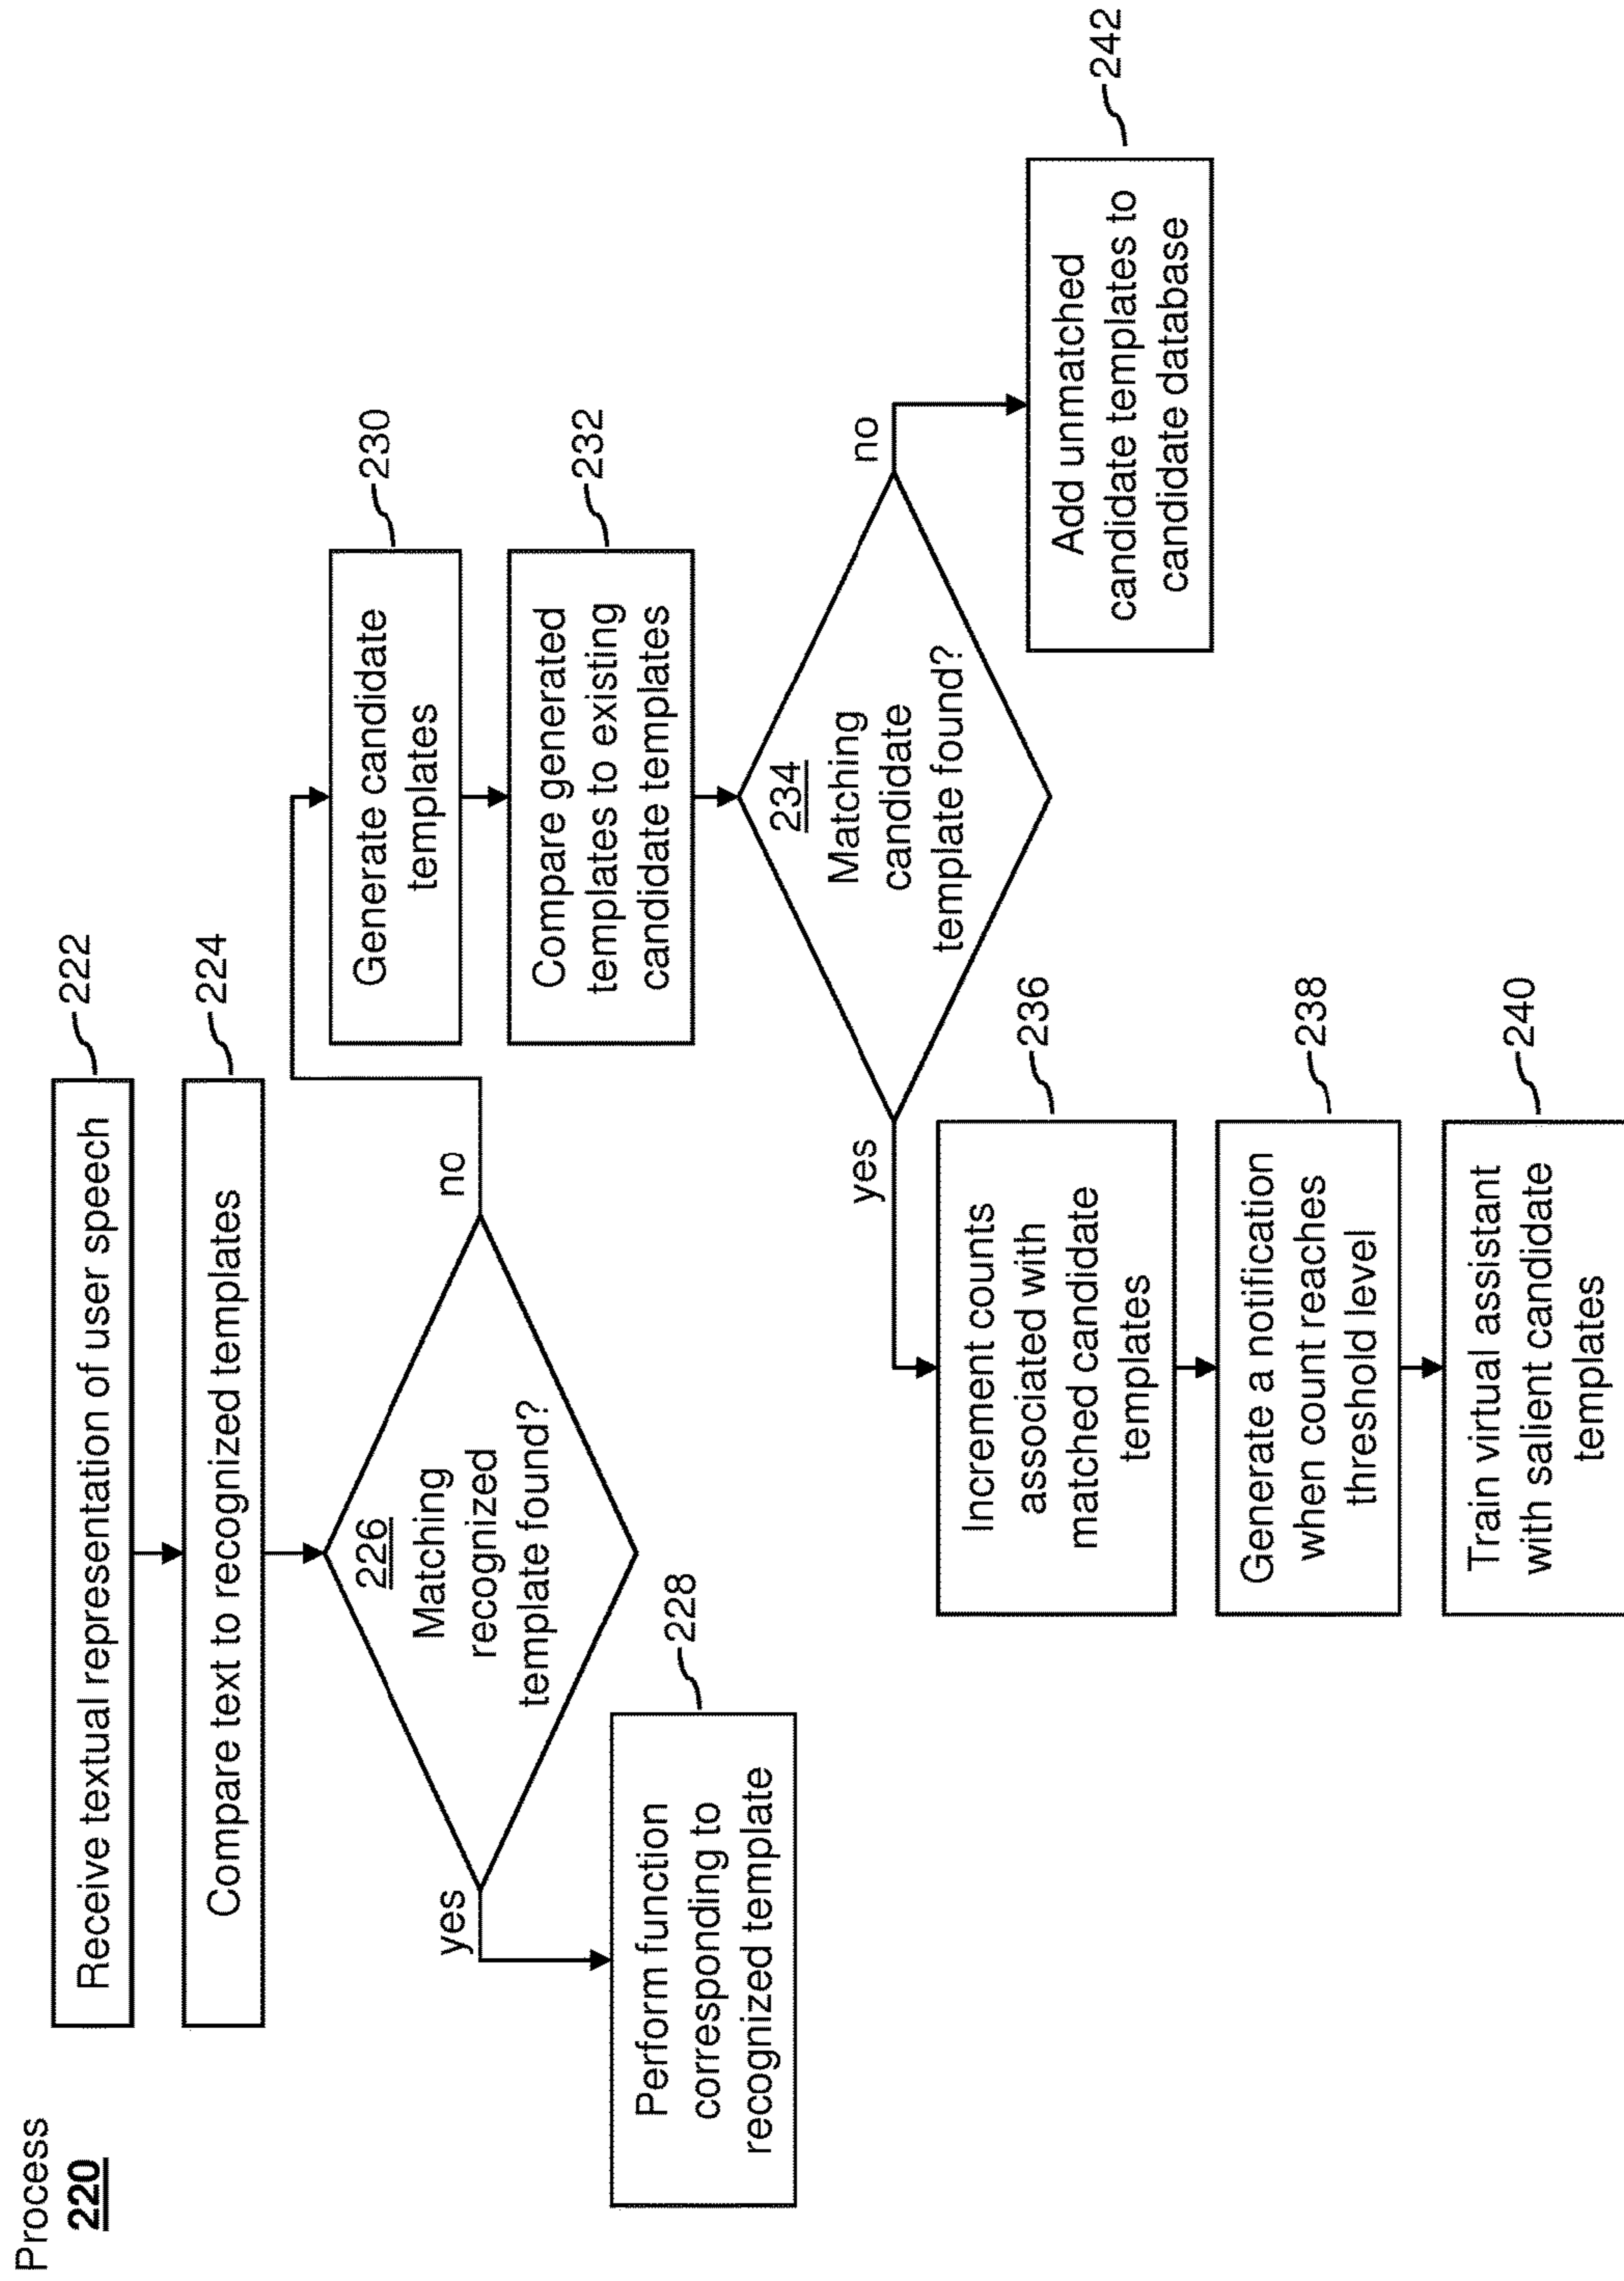 Process
220
Receive textual representation of user speech
222
Compare text to recognized templates
224
226
Matching
recognized
template found?
yes
no
Perform function
corresponding to
recognized template
228
Generate candidate
templates
230
Compare generated
templates to existing
candidate templates
232
234
Matching
candidate
template found?
yes
no
Increment counts
associated with
matched candidate
templates
236
Generate a notification
when count reaches
threshold level
238
Train virtual assistant
with salient candidate
templates
240
Add unmatched
candidate templates to
candidate database
242